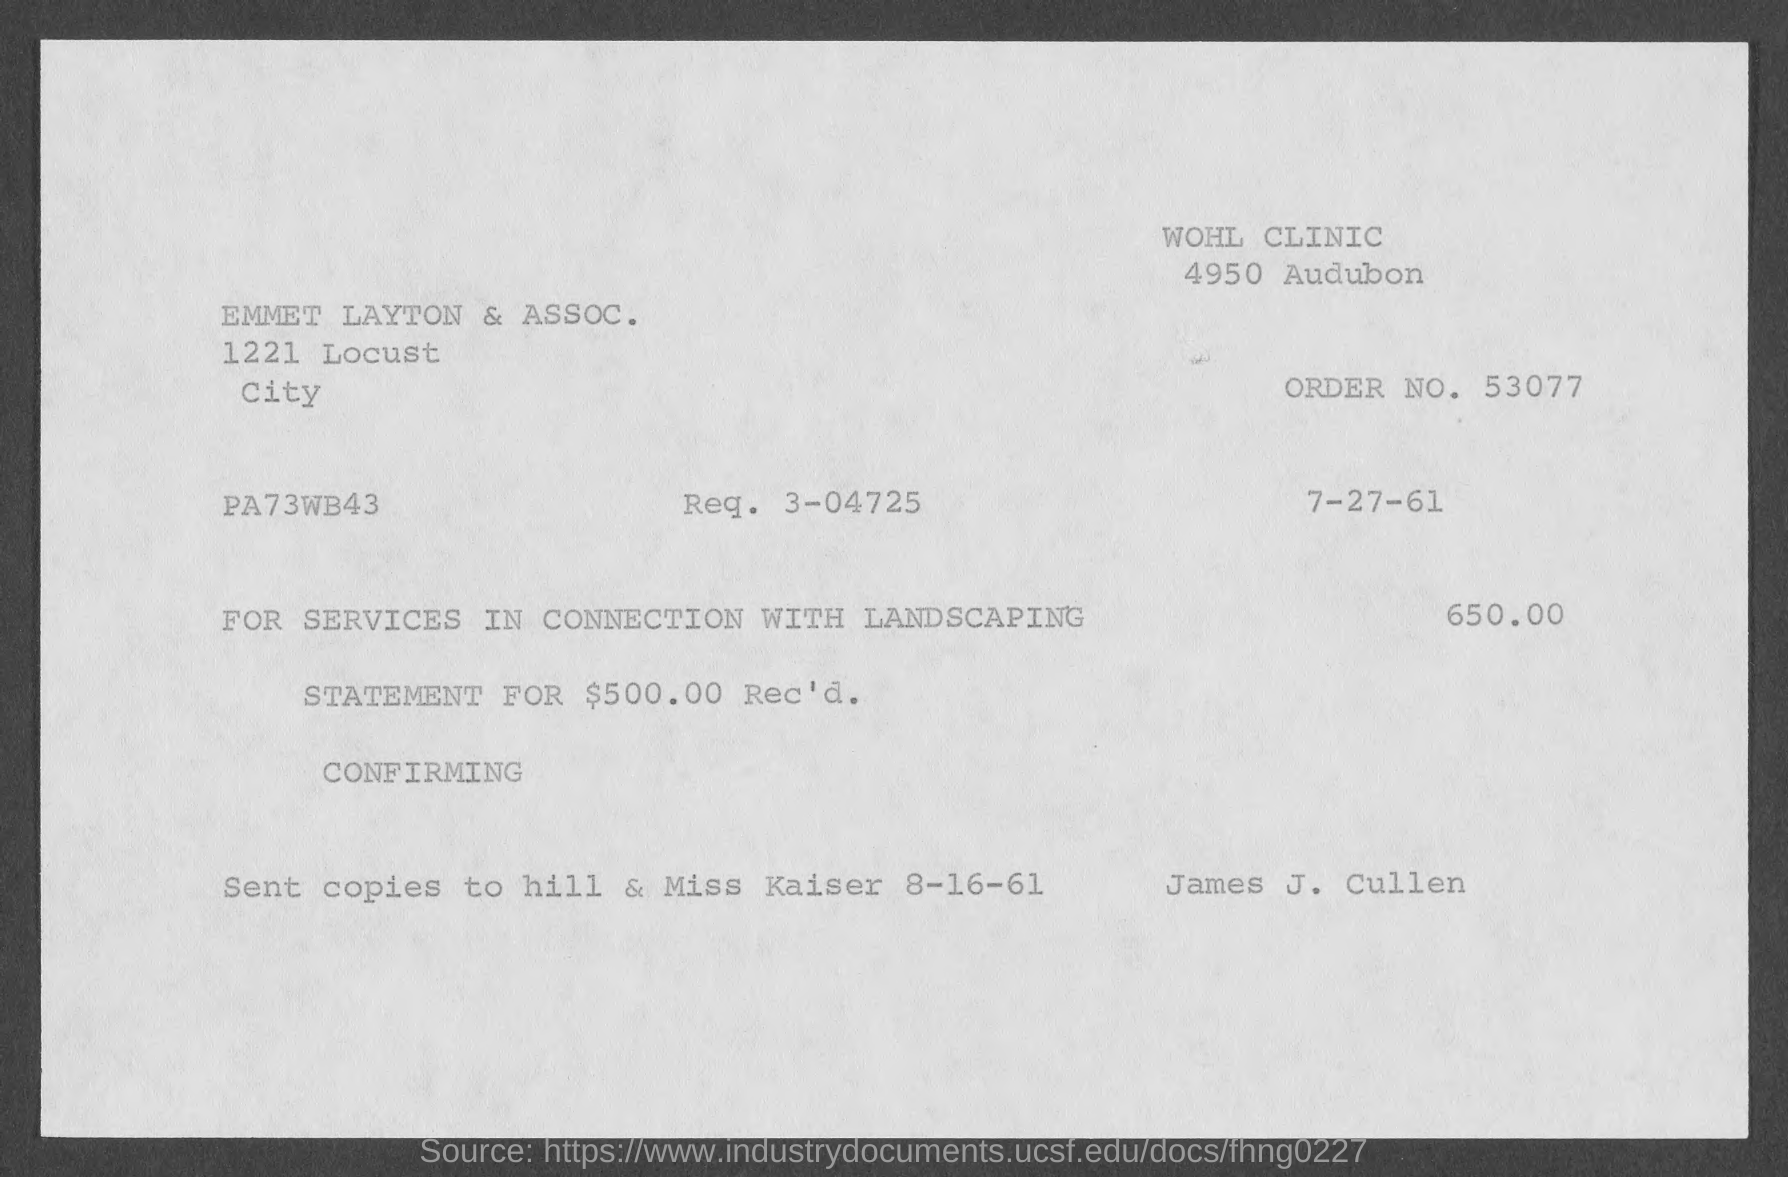 WOHL CLINIC
4950 Audubon
EMMET LAYTON & ASSOC.
1221 Locust
City
ORDER NO. 53077
PA73WB43 Req. 3-04725 7-27-61
FOR SERVICES IN CONNECTION WITH LANDSCAPING 650.00
STATEMENT FOR $500.00 Rec'd.
CONFIRMING
Sent copies to hill & Miss Kaiser 8-16-61 James J. Cullen
Source: https://www.industrydocuments.ucsf.edu/docs/fhng0227